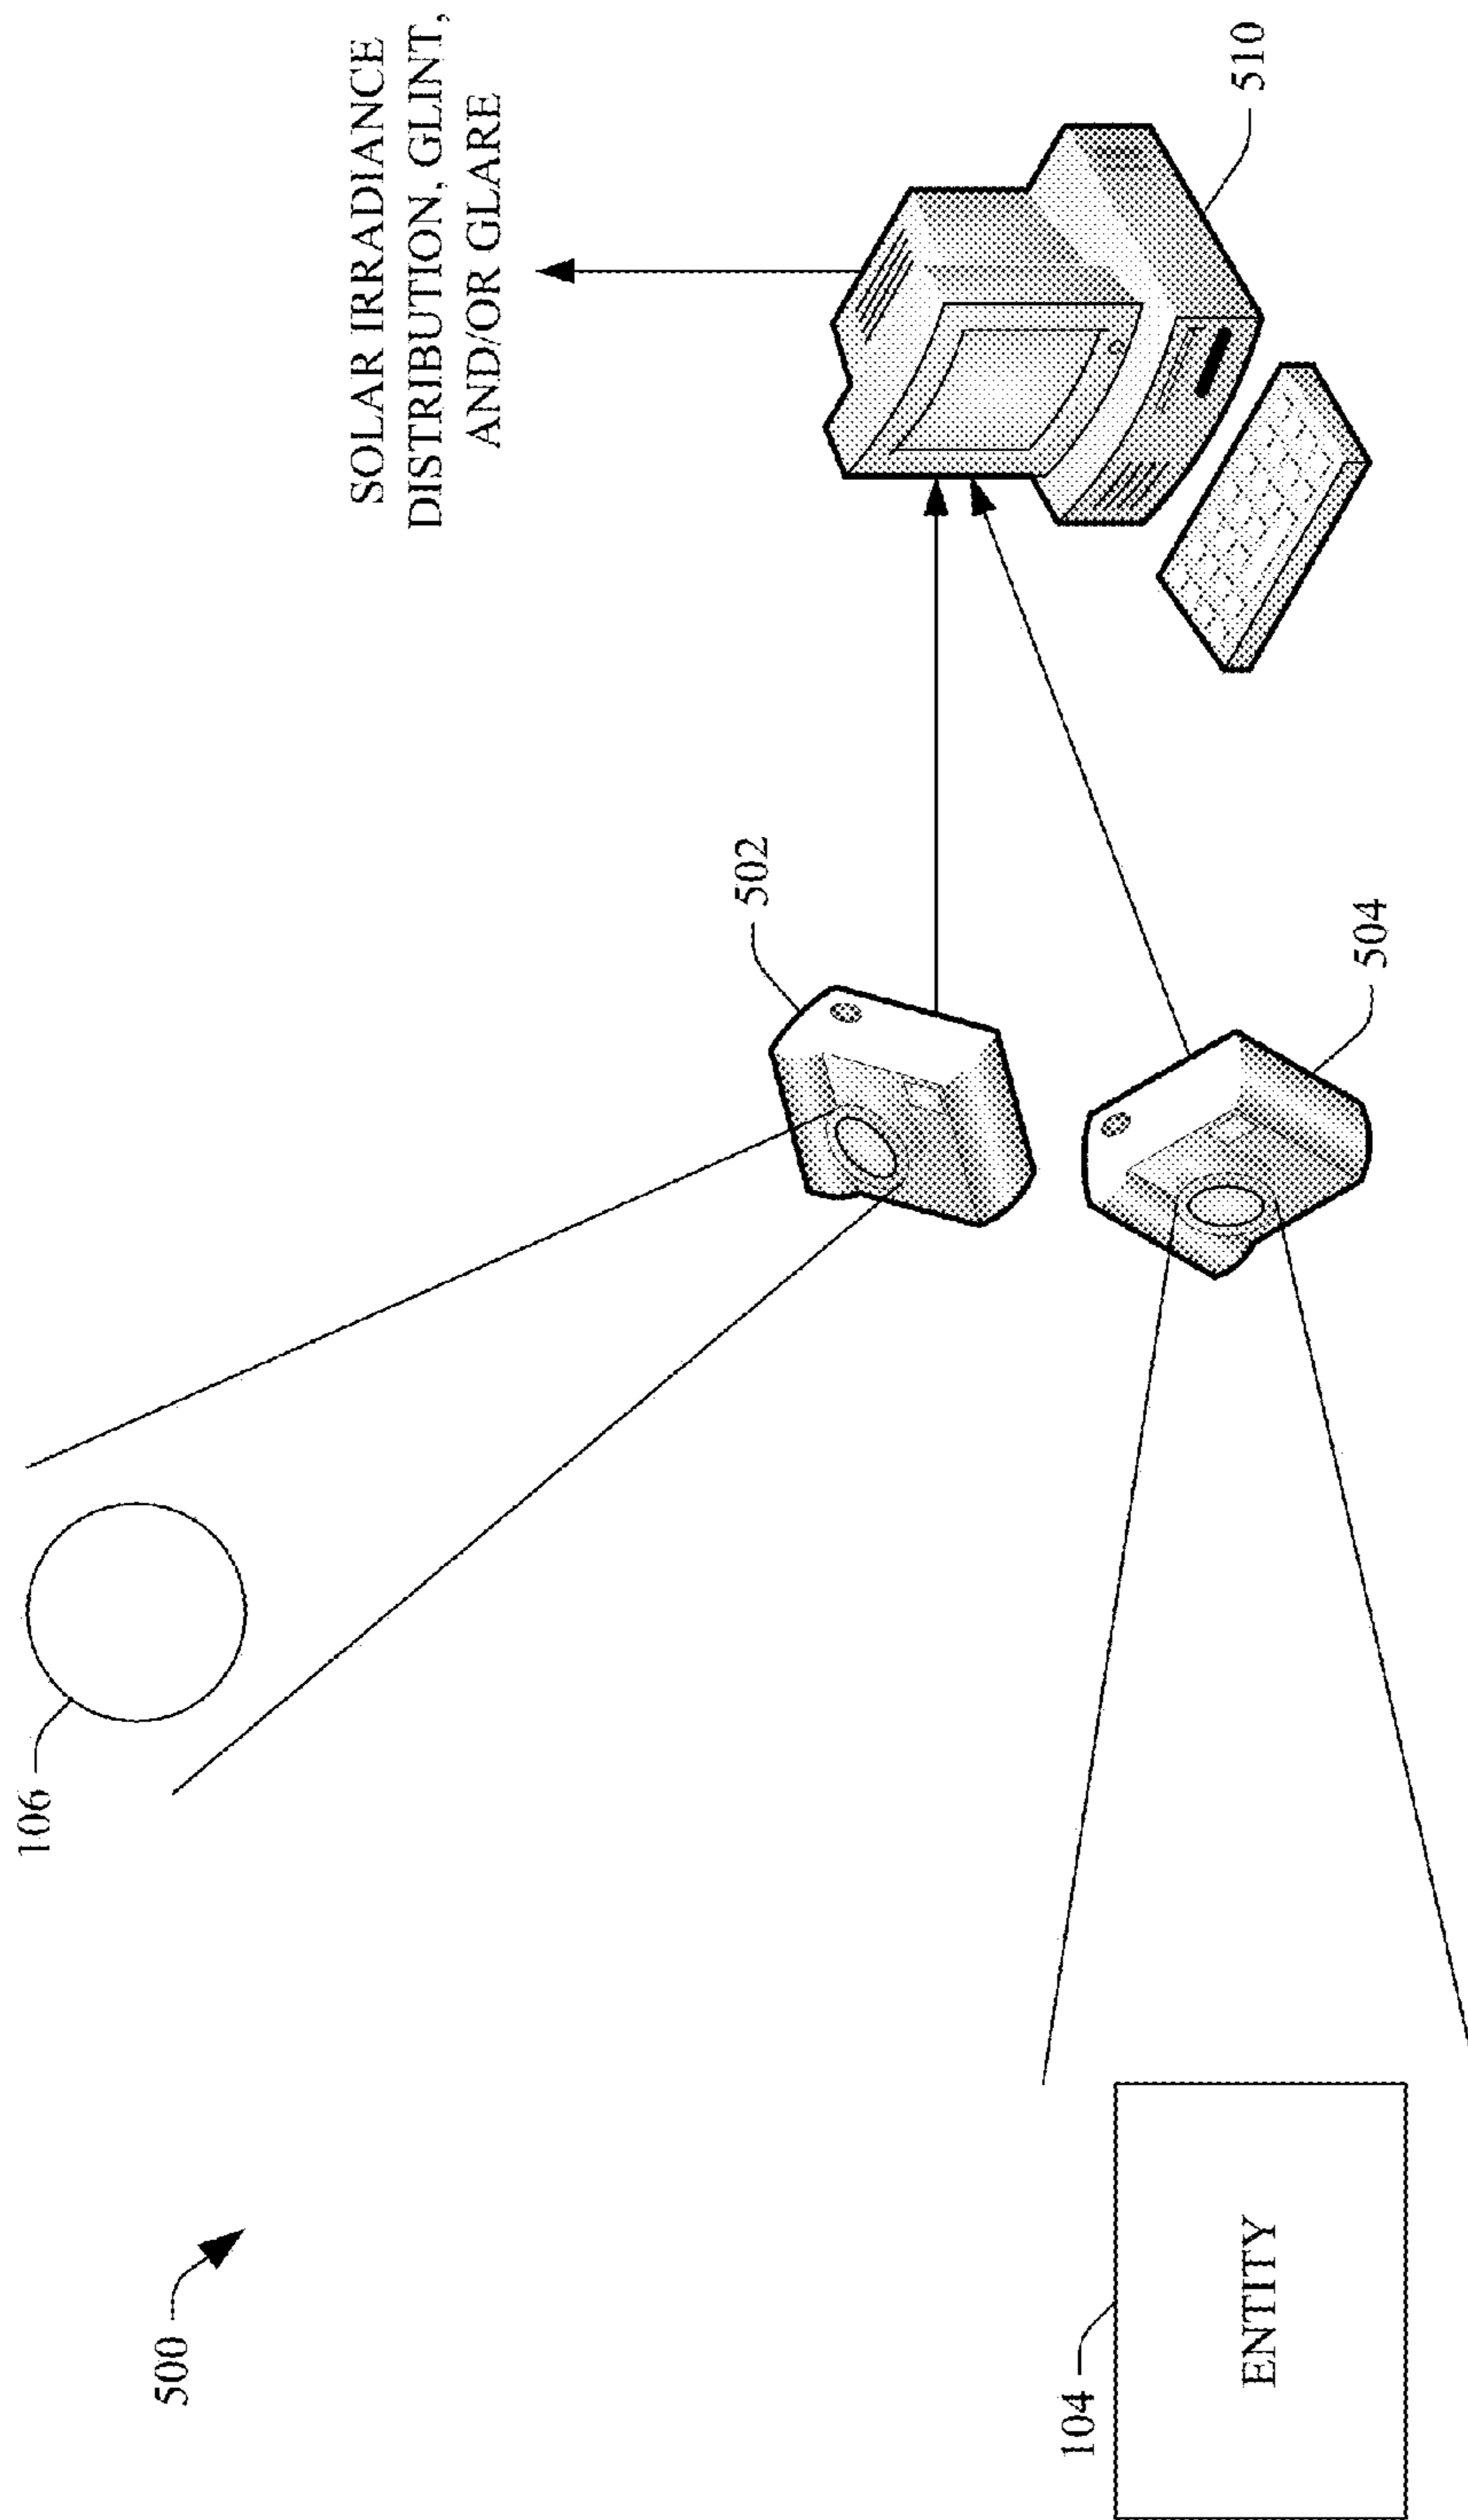 500
106
SOLAR IRRADIANCE
DISTRIBUTION, GLINT,
AND/OR GLARE
502
510
504
104
ENTITY